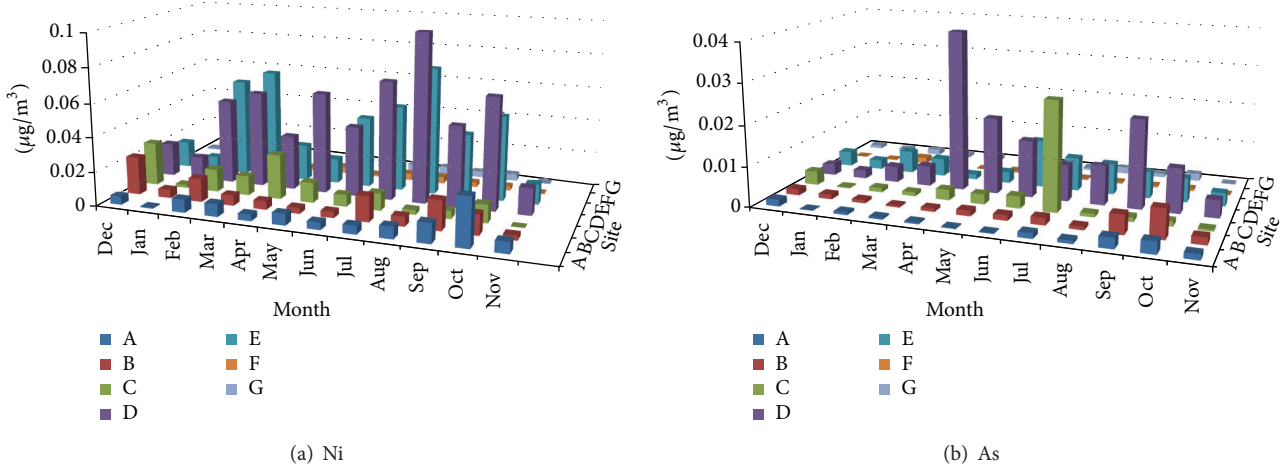 0.1
0.08
0.06
0.04
0.02
0
(μg/m³)
Dec
Jan
Feb
Mar
Apr
May
Jun
Jul
Aug
Sep
Oct
Nov
A
B
C
D
E
F
G
Site
Month
A
B
C
D
E
F
G
(a) Ni
0.04
0.03
0.02
0.01
0
(μg/m³)
Dec
Jan
Feb
Mar
Apr
May
Jun
Jul
Aug
Sep
Oct
Nov
A
B
C
D
E
F
G
Site
Month
A
B
C
D
E
F
G
(b) As